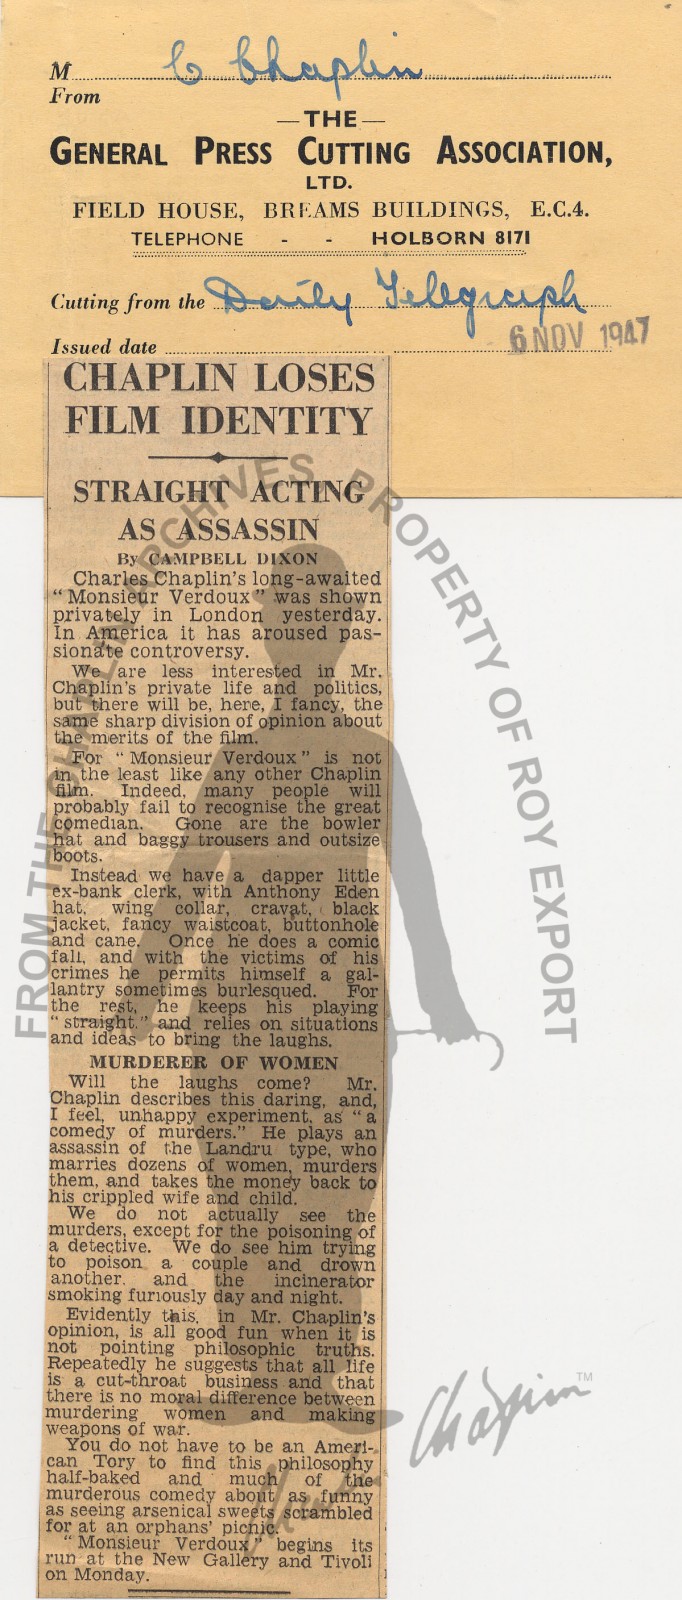 M C Chaplin
From
—THE—
GENERAL PRESS CUTTING ASSOCIATION,
LTD.
FIELD HOUSE, BREAMS BUILDINGS, E.C.4.
TELEPHONE - - HOLBORN 8171
Cutting from the Daily Telegraph
Issued date 6 NOV 1947
CHAPLIN LOSES
FILM IDENTITY
STRAIGHT ACTING
AS ASSASSIN
By CAMPBELL DIXON
Charles Chaplin's long-awaited
"Monsieur Verdoux" was shown
privately in London yesterday.
In America it has aroused pas-
sionate controversy.
We are less interested in Mr.
Chaplin's private life and politics,
but there will be, here, I fancy, the
same sharp division of opinion about
the merits of the film.
For "Monsieur Verdoux" is not
in the least like any other Chaplin
film. Indeed, many people will
probably fail to recognise the great
comedian. Gone are the bowler
hat and baggy trousers and outsize
boots.
Instead we have a dapper little
ex-bank clerk, with Anthony Eden
hat, wing collar, cravat, black
jacket, fancy waistcoat, buttonhole
and cane. Once he does a comic
fall, and with the victims of his
crimes he permits himself a gal-
lantry sometimes burlesqued. For
the rest, he keeps his playing
"straight," and relies on situations
and ideas to bring the laughs.
MURDERER OF WOMEN
Will the laughs come? Mr.
Chaplin describes this daring, and,
I feel, unhappy experiment, as "a
comedy of murders." He plays an
assassin of the Landru type, who
marries dozens of women, murders
them, and takes the money back to
his crippled wife and child.
We do not actually see the
murders, except for the poisoning of
a detective. We do see him trying
to poison a couple and drown
another, and the incinerator
smoking furiously day and night.
Evidently this, in Mr. Chaplin's
opinion, is all good fun when it is
not pointing philosophic truths.
Repeatedly he suggests that all life
is a cut-throat business and that
there is no moral difference between
murdering women and making
weapons of war.
You do not have to be an Ameri-
can Tory to find this philosophy
half-baked and much of the
murderous comedy about as funny
as seeing arsenical sweets scrambled
for at an orphans' picnic.
"Monsieur Verdoux" begins its
run at the New Gallery and Tivoli
on Monday.
FROM THE CHAPLIN ARCHIVES PROPERTY OF ROY EXPORT
Charles Chaplin TM